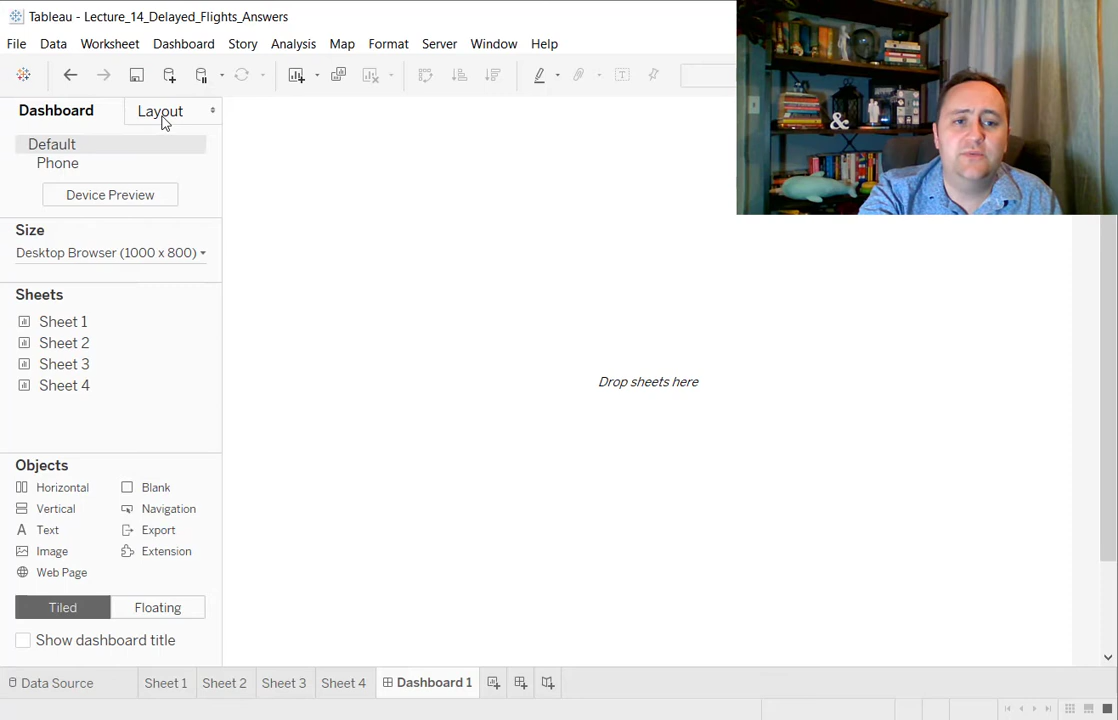 Tableau - Lecture_14_Delayed_Flights_Answers
File Data Worksheet Dashboard Story Analysis Map Format Server Window Help
Dashboard Layout
Default
Phone
Device Preview
Size
Desktop Browser (1000 x 800)
Sheets
Sheet 1
Sheet 2
Sheet 3
Sheet 4
Drop sheets here
Objects
Horizontal Blank
Vertical Navigation
A Text Export
Image Extension
Web Page
Tiled Floating
Show dashboard title
Data Source Sheet 1 Sheet 2 Sheet 3 Sheet 4 Dashboard 1
&